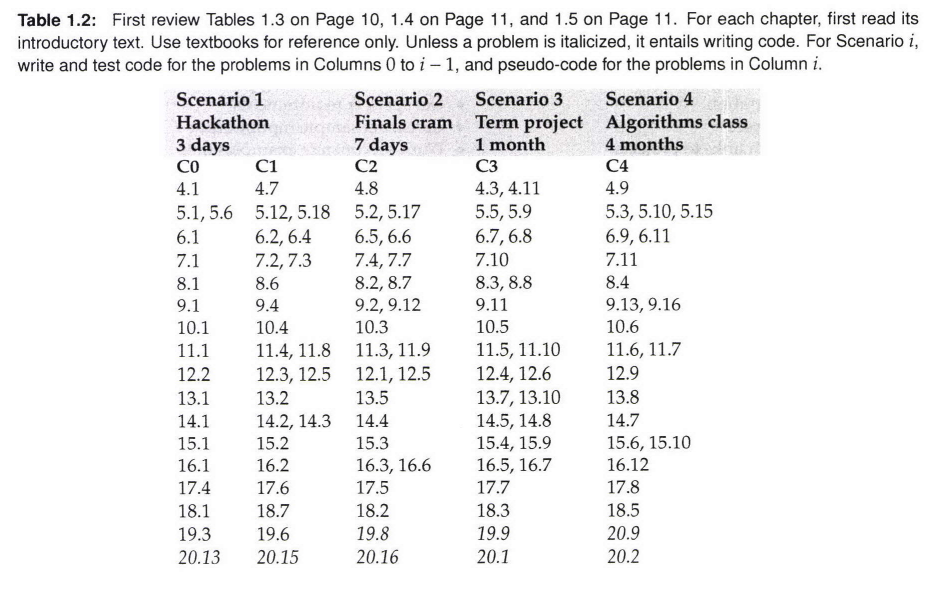 Table 1.2: First review Tables 1.3 on Page 10, 1.4 on Page 11, and 1.5 on Page 11. For each chapter, first read its
introductory text. Use textbooks for reference only. Unless a problem is italicized, it entails writing code. For Scenario i,
write and test code for the problems in Columns 0 to i – 1, and pseudo-code for the problems in Column i.
Scenario 1 Scenario 2 Scenario 3 Scenario 4
Hackathon Finals cram Term project Algorithms class
3 days 7 days 1 month 4 months
C0 C1 C2 C3 C4
4.1 4.7 4.8 4.3, 4.11 4.9
5.1, 5.6 5.12, 5.18 5.2, 5.17 5.5, 5.9 5.3, 5.10, 5.15
6.1 6.2, 6.4 6.5, 6.6 6.7, 6.8 6.9, 6.11
7.1 7.2, 7.3 7.4, 7.7 7.10 7.11
8.1 8.6 8.2, 8.7 8.3, 8.8 8.4
9.1 9.4 9.2, 9.12 9.11 9.13, 9.16
10.1 10.4 10.3 10.5 10.6
11.1 11.4, 11.8 11.3, 11.9 11.5, 11.10 11.6, 11.7
12.2 12.3, 12.5 12.1, 12.5 12.4, 12.6 12.9
13.1 13.2 13.5 13.7, 13.10 13.8
14.1 14.2, 14.3 14.4 14.5, 14.8 14.7
15.1 15.2 15.3 15.4, 15.9 15.6, 15.10
16.1 16.2 16.3, 16.6 16.5, 16.7 16.12
17.4 17.6 17.5 17.7 17.8
18.1 18.7 18.2 18.3 18.5
19.3 19.6 19.8 19.9 20.9
20.13 20.15 20.16 20.1 20.2